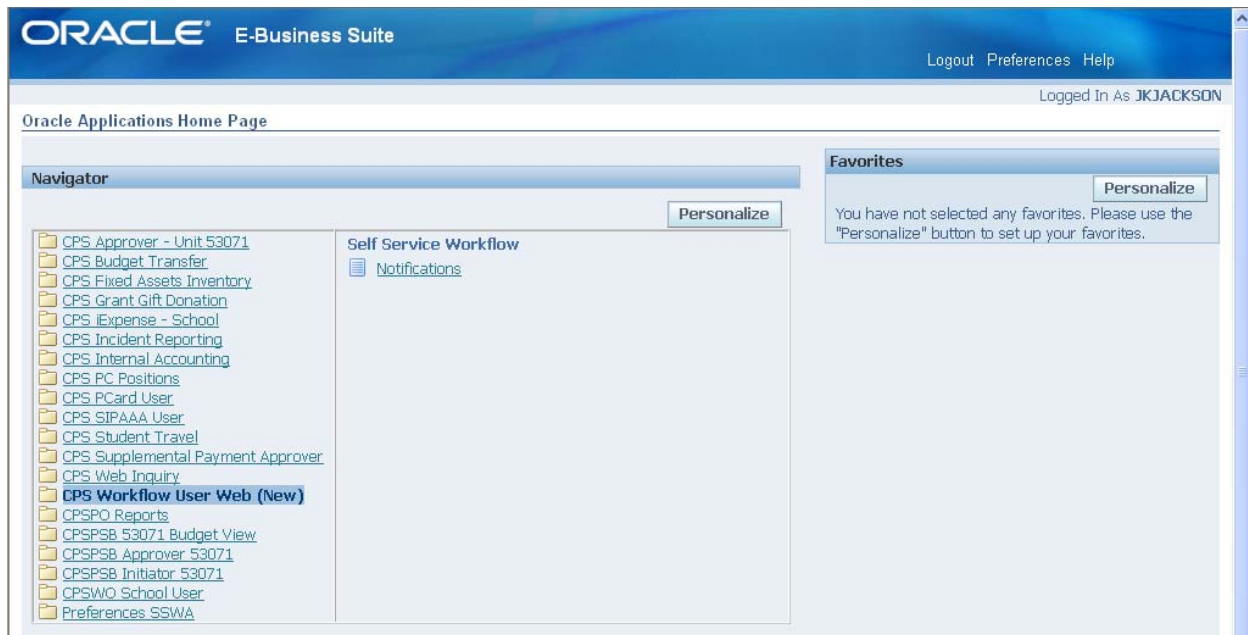 ORACLE® E-Business Suite
Logout Preferences Help
Logged In As JKJACKSON
Oracle Applications Home Page
Navigator
Personalize
CPS Approver - Unit 53071
CPS Budget Transfer
CPS Fixed Assets Inventory
CPS Grant Gift Donation
CPS iExpense - School
CPS Incident Reporting
CPS Internal Accounting
CPS PC Positions
CPS PCard User
CPS SIPAAA User
CPS Student Travel
CPS Supplemental Payment Approver
CPS Web Inquiry
CPS Workflow User Web (New)
CPSPO Reports
CPSPSB 53071 Budget View
CPSPSB Approver 53071
CPSPSB Initiator 53071
CPSWO School User
Preferences SSWA
Self Service Workflow
Notifications
Favorites
Personalize
You have not selected any favorites. Please use the
"Personalize" button to set up your favorites.